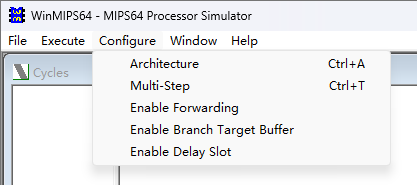 WinMIPS64 - MIPS64 Processor Simulator
File Execute Configure Window Help
Cycles
Architecture Ctrl+A
Multi-Step Ctrl+T
Enable Forwarding
Enable Branch Target Buffer
Enable Delay Slot